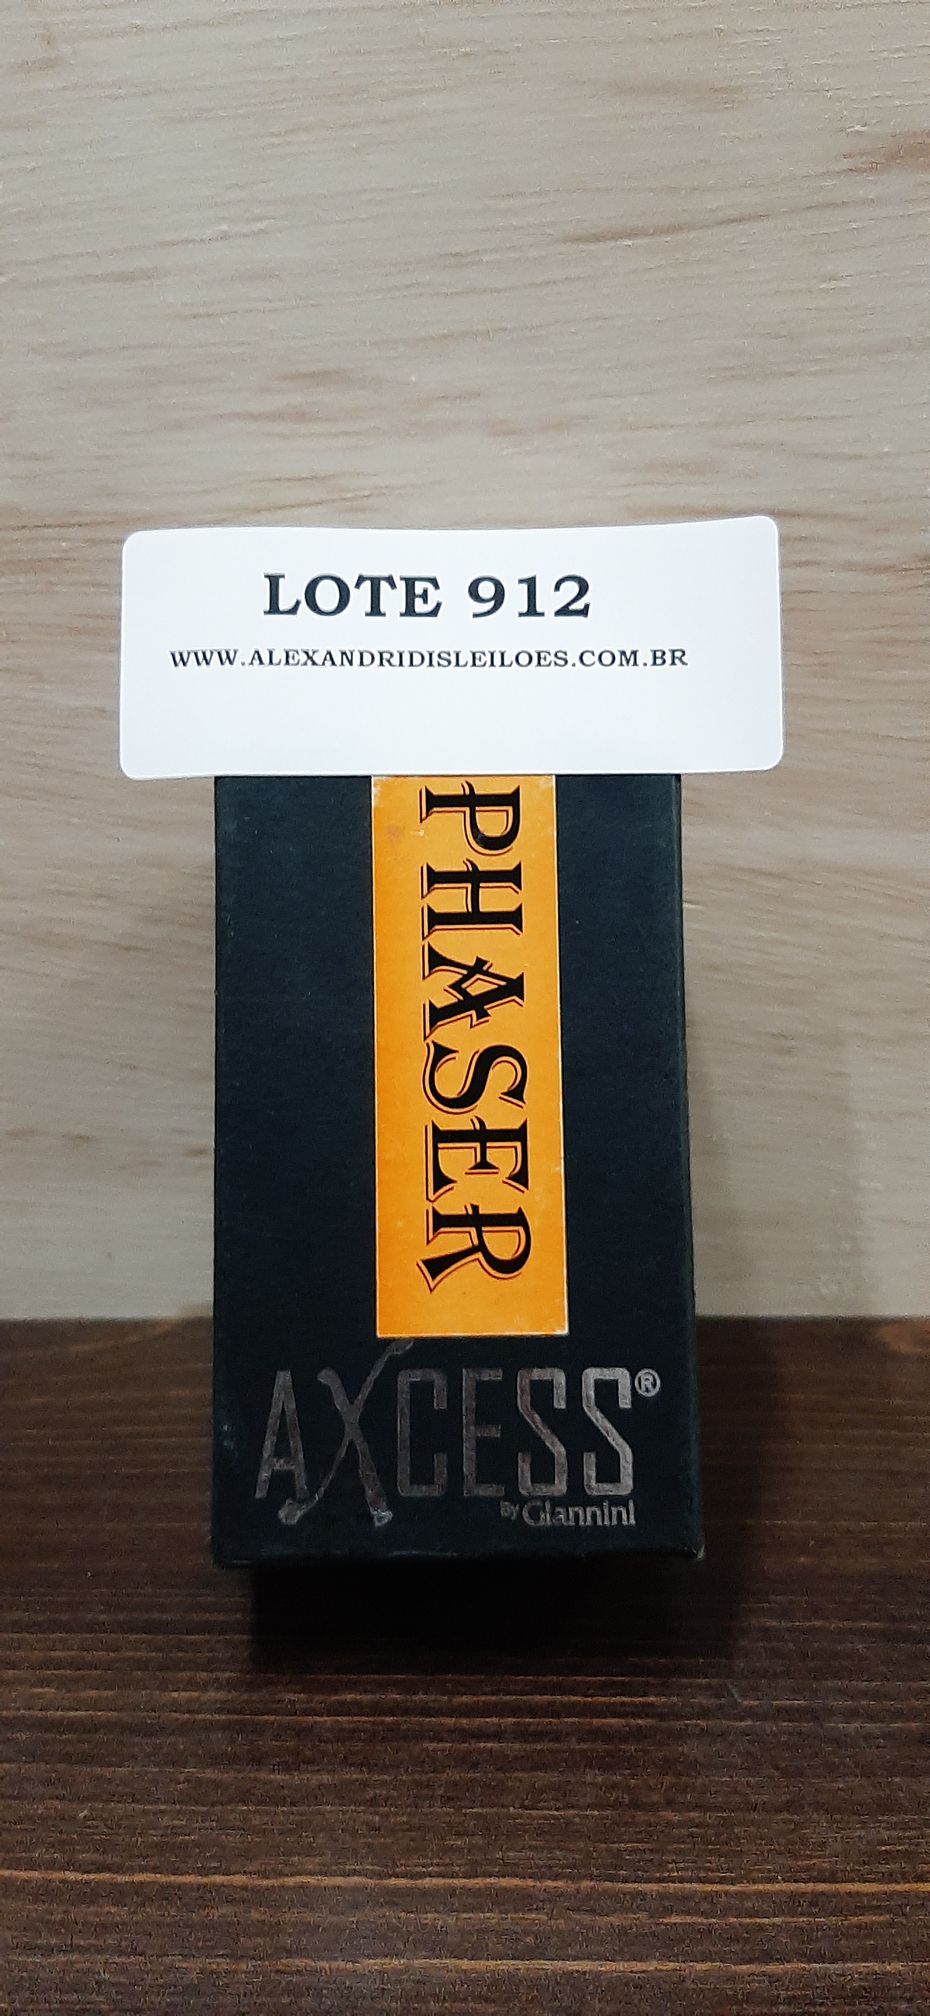 LOTE 912
WWW.ALEXANDRIDISLEILOES.COM.BR
PHASER
AXCESS®
BY Giannini